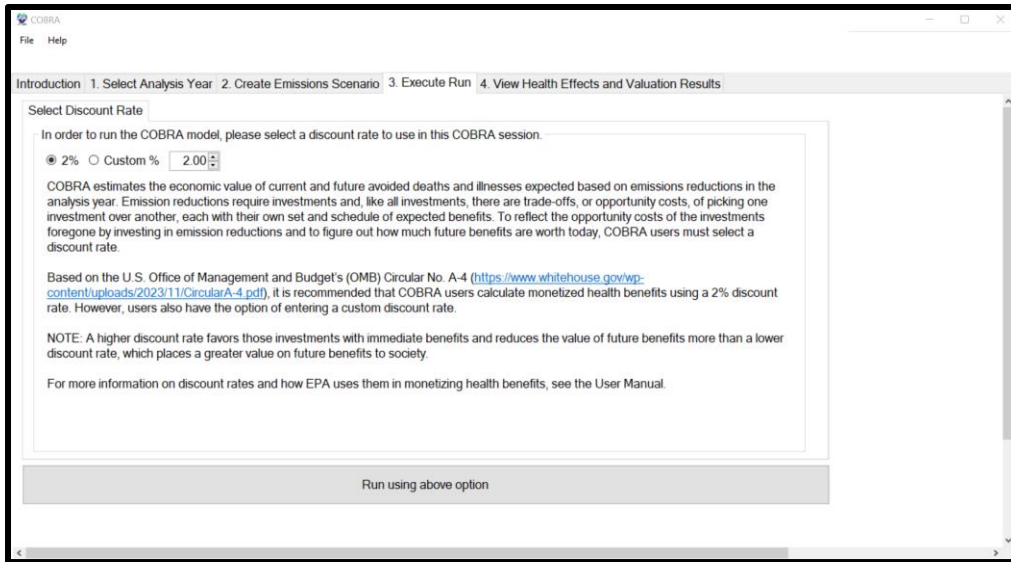 COBRA
File Help
Introduction 1. Select Analysis Year 2. Create Emissions Scenario 3. Execute Run 4. View Health Effects and Valuation Results
Select Discount Rate
In order to run the COBRA model, please select a discount rate to use in this COBRA session.
2% Custom % 2.00
COBRA estimates the economic value of current and future avoided deaths and illnesses expected based on emissions reductions in the
analysis year. Emission reductions require investments and, like all investments, there are trade-offs, or opportunity costs, of picking one
investment over another, each with their own set and schedule of expected benefits. To reflect the opportunity costs of the investments
foregone by investing in emission reductions and to figure out how much future benefits are worth today, COBRA users must select a
discount rate.
Based on the U.S. Office of Management and Budget's (OMB) Circular No. A-4 (https://www.whitehouse.gov/wp-
content/uploads/2023/11/CircularA-4.pdf), it is recommended that COBRA users calculate monetized health benefits using a 2% discount
rate. However, users also have the option of entering a custom discount rate.
NOTE: A higher discount rate favors those investments with immediate benefits and reduces the value of future benefits more than a lower
discount rate, which places a greater value on future benefits to society.
For more information on discount rates and how EPA uses them in monetizing health benefits, see the User Manual.
Run using above option